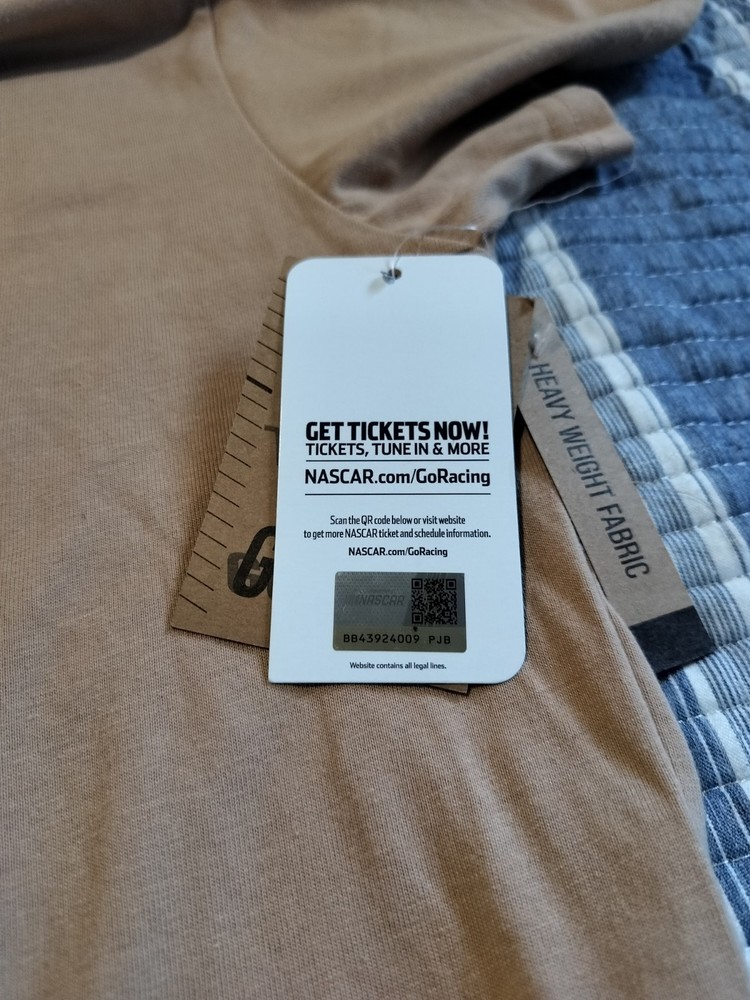 GET TICKETS NOW!
TICKETS, TUNE IN & MORE
NASCAR.com/GoRacing
Scan the QR code below or visit website
to get more NASCAR ticket and schedule information.
NASCAR.com/GoRacing
NASCAR
BB43924009 PJB
Website contains all legal lines.
HEAVY WEIGHT FABRIC